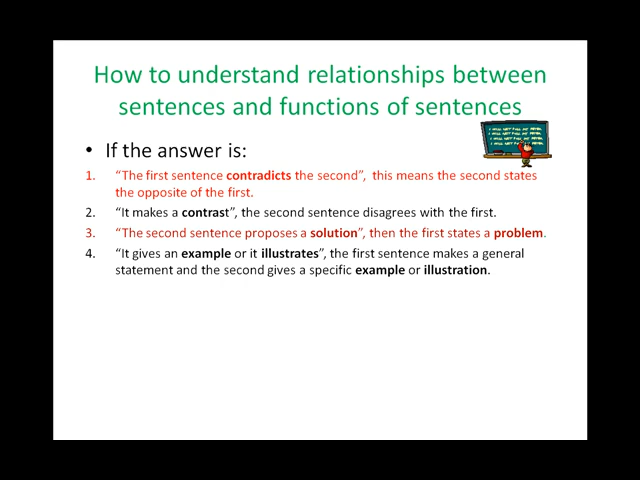 How to understand relationships between
sentences and functions of sentences
• If the answer is:
1. “The first sentence contradicts the second”, this means the second states
the opposite of the first.
2. “It makes a contrast”, the second sentence disagrees with the first.
3. “The second sentence proposes a solution”, then the first states a problem.
4. “It gives an example or it illustrates”, the first sentence makes a general
statement and the second gives a specific example or illustration.